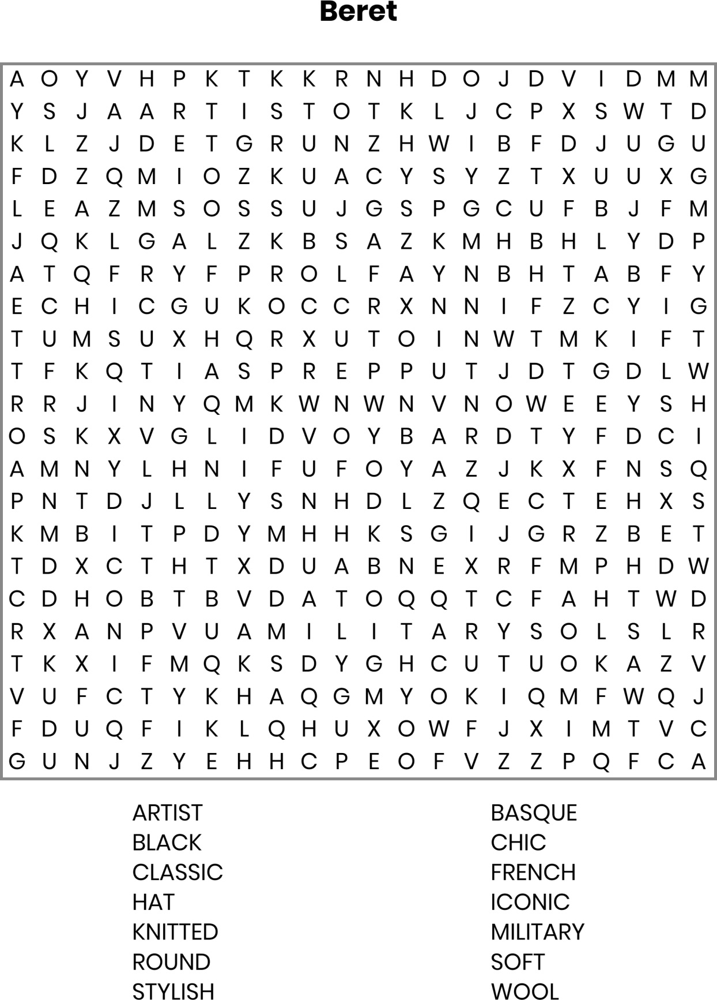 Beret
A O Y V H P K T K K R N H D O J D V I D M M
Y S J A A R T I S T O T K L J C P X S W T D
K L Z J D E T G R U N Z H W I B F D J U G U
F D Z Q M I O Z K U A C Y S Y Z T X U U X G
L E A Z M S O S S U J G S P G C U F B J F M
J Q K L G A L Z K B S A Z K M H B H L Y D P
A T Q F R Y F P R O L F A Y N B H T A B F Y
E C H I C G U K O C C R X N N I F Z C Y I G
T U M S U X H Q R X U T O I N W T M K I F T
T F K Q T I A S P R E P P U T J D T G D L W
R R J I N Y Q M K W N W N V N O W E E Y S H
O S K X V G L I D V O Y B A R D T Y F D C I
A M N Y L H N I F U F O Y A Z J K X F N S Q
P N T D J L L Y S N H D L Z Q E C T E H X S
K M B I T P D Y M H H K S G I J G R Z B E T
T D X C T H T X D U A B N E X R F M P H D W
C D H O B T B V D A T O Q Q T C F A H T W D
R X A N P V U A M I L I T A R Y S O L S L R
T K X I F M Q K S D Y G H C U T U O K A Z V
V U F C T Y K H A Q G M Y O K I Q M F W Q J
F D U Q F I K L Q H U X O W F J X I M T V C
G U N J Z Y E H H C P E O F V Z Z P Q F C A
ARTIST BASQUE
BLACK CHIC
CLASSIC FRENCH
HAT ICONIC
KNITTED MILITARY
ROUND SOFT
STYLISH WOOL